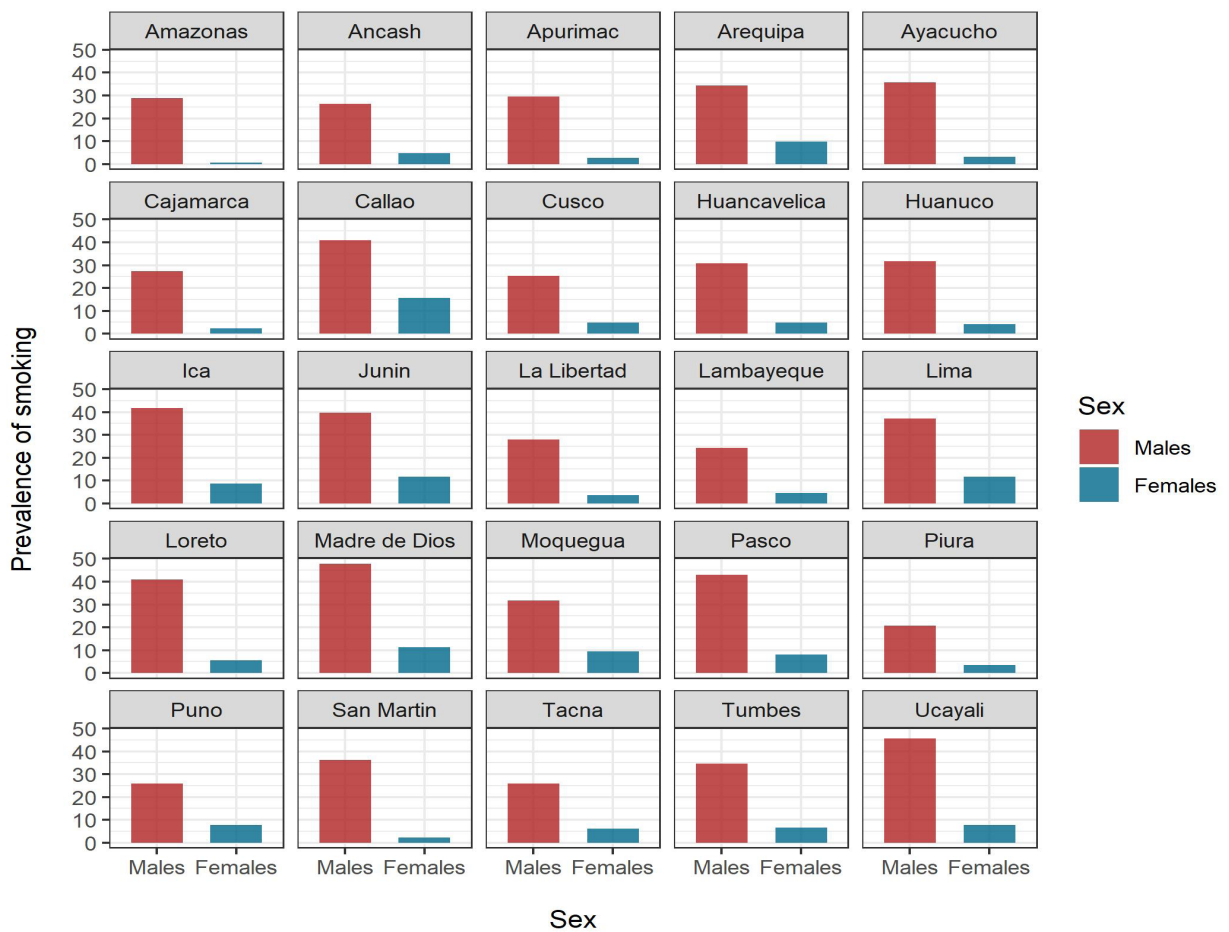 Amazonas Ancash Apurimac Arequipa Ayacucho
50
40
30
20
10
0
Cajamarca Callao Cusco Huancavelica Huanuco
50
40
30
20
10
0
Ica Junin La Libertad Lambayeque Lima
50
40
30
20
10
0
Loreto Madre de Dios Moquegua Pasco Piura
50
40
30
20
10
0
Puno San Martin Tacna Tumbes Ucayali
50
40
30
20
10
0
Males Females Males Females Males Females Males Females Males Females
Sex
Prevalence of smoking
Sex
Males
Females